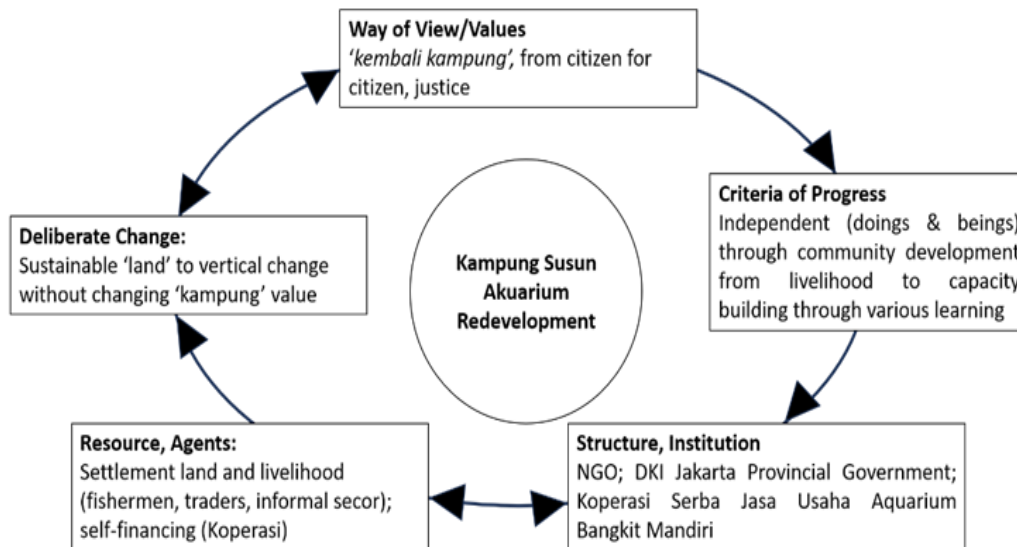 Way of View/Values
‘kembali kampung’, from citizen for
citizen, justice
Criteria of Progress
Independent (doings & beings)
through community development
from livelihood to capacity
building through various learning
Deliberate Change:
Sustainable ‘land’ to vertical change
without changing ‘kampung’ value
Kampung Susun
Akuarium
Redevelopment
Resource, Agents:
Settlement land and livelihood
(fishermen, traders, informal secor);
self-financing (Koperasi)
Structure, Institution
NGO; DKI Jakarta Provincial Government;
Koperasi Serba Jasa Usaha Aquarium
Bangkit Mandiri